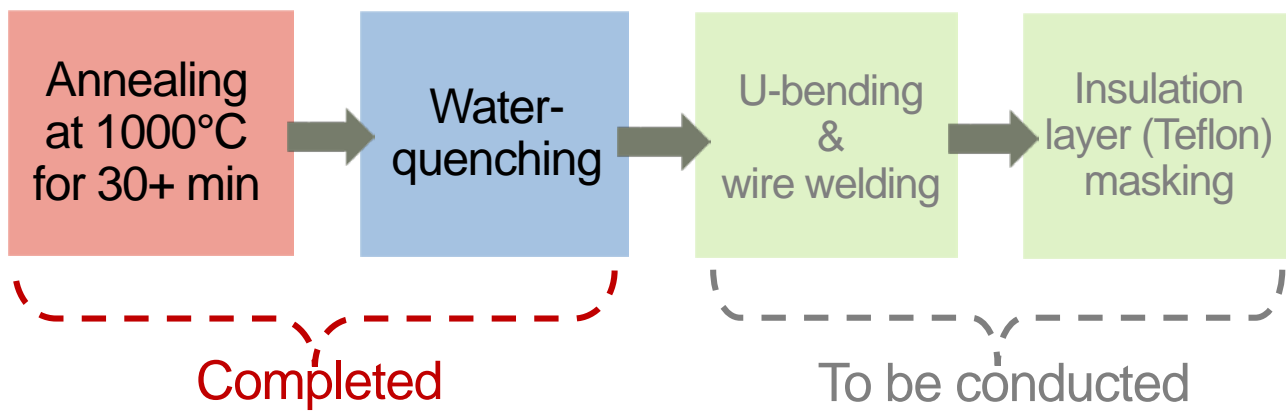 Annealing
at 1000°C
for 30+ min
Water-
quenching
U-bending
&
wire welding
Insulation
layer (Teflon)
masking
Completed
To be conducted